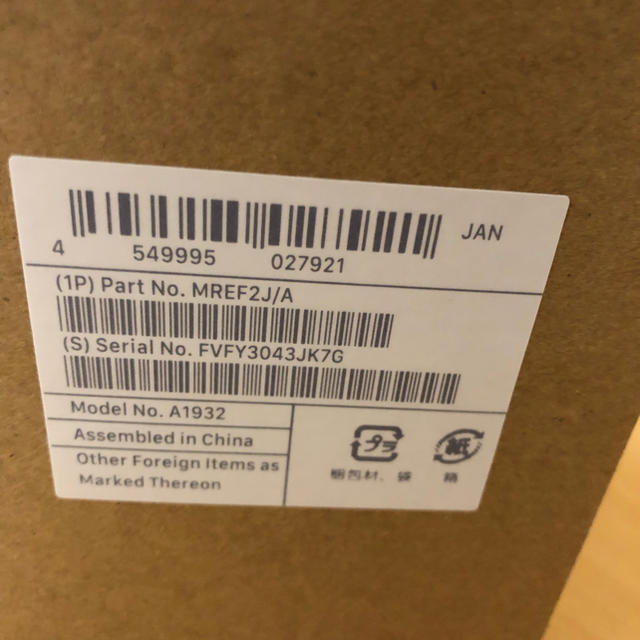 JAN
4 549995 027921
(1P) Part No. MREF2J/A
(S) Serial No. FVFY3043JK7G
Model No. A1932
Assembled in China
Other Foreign Items as
Marked Thereon
プラ 紙
梱包材、袋 箱